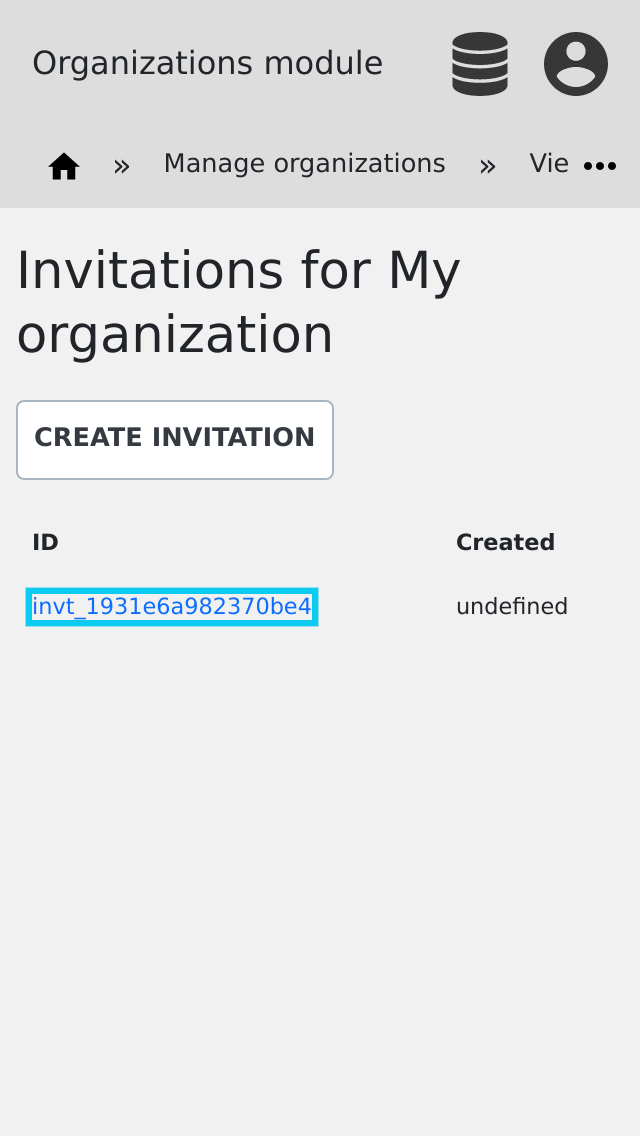 Organizations module
» Manage organizations » Vie •••
Invitations for My
organization
CREATE INVITATION
ID Created
invt_1931e6a982370be4 undefined